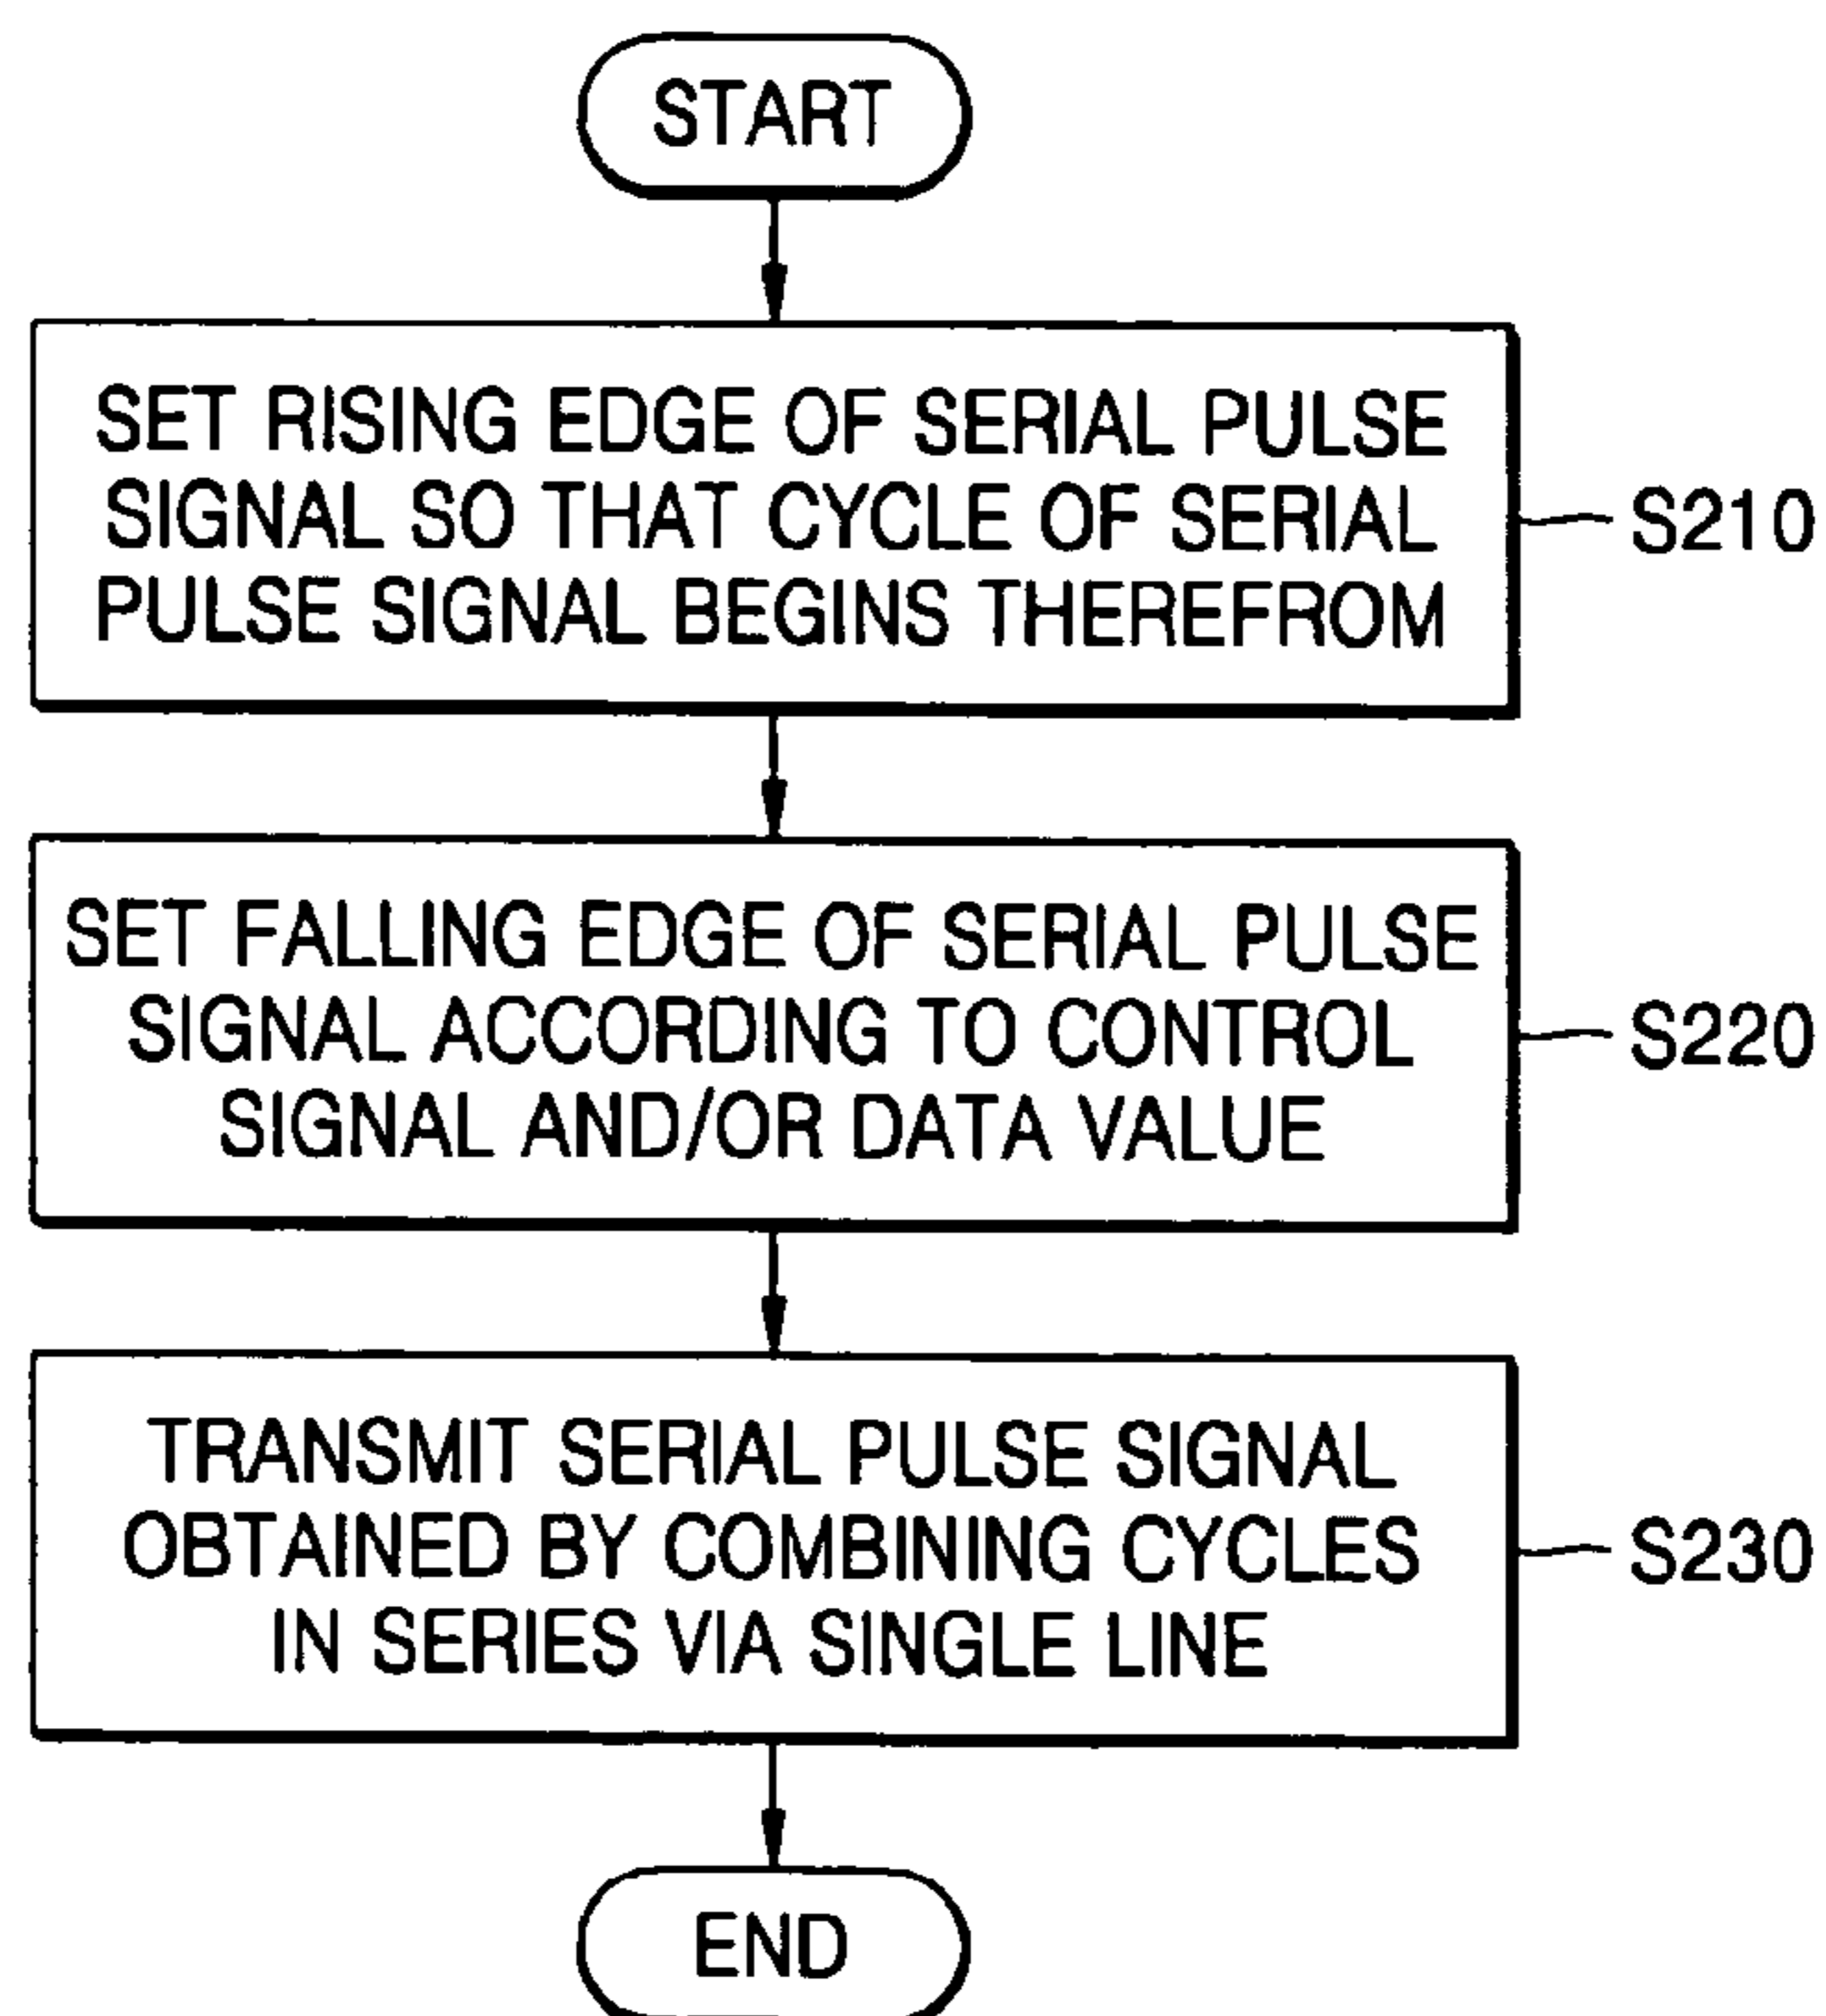 START
SET RISING EDGE OF SERIAL PULSE
SIGNAL SO THAT CYCLE OF SERIAL
PULSE SIGNAL BEGINS THEREFROM
S210
SET FALLING EDGE OF SERIAL PULSE
SIGNAL ACCORDING TO CONTROL
SIGNAL AND/OR DATA VALUE
S220
TRANSMIT SERIAL PULSE SIGNAL
OBTAINED BY COMBINING CYCLES
IN SERIES VIA SINGLE LINE
S230
END